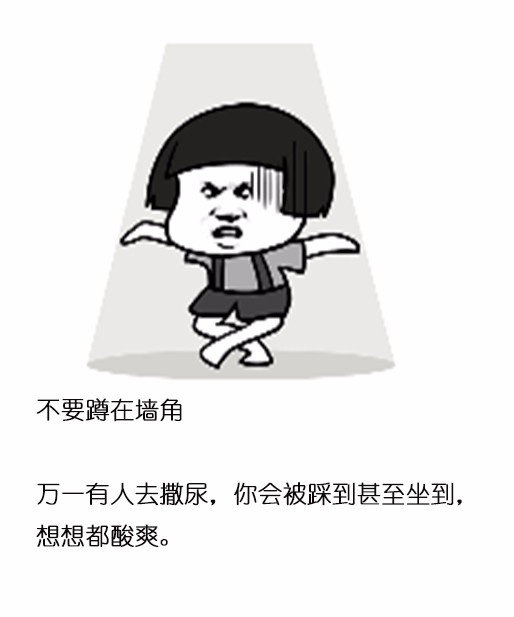 不要蹲在墙角
万一有人去撒尿，你会被踩到甚至坐到，
想想都酸爽。